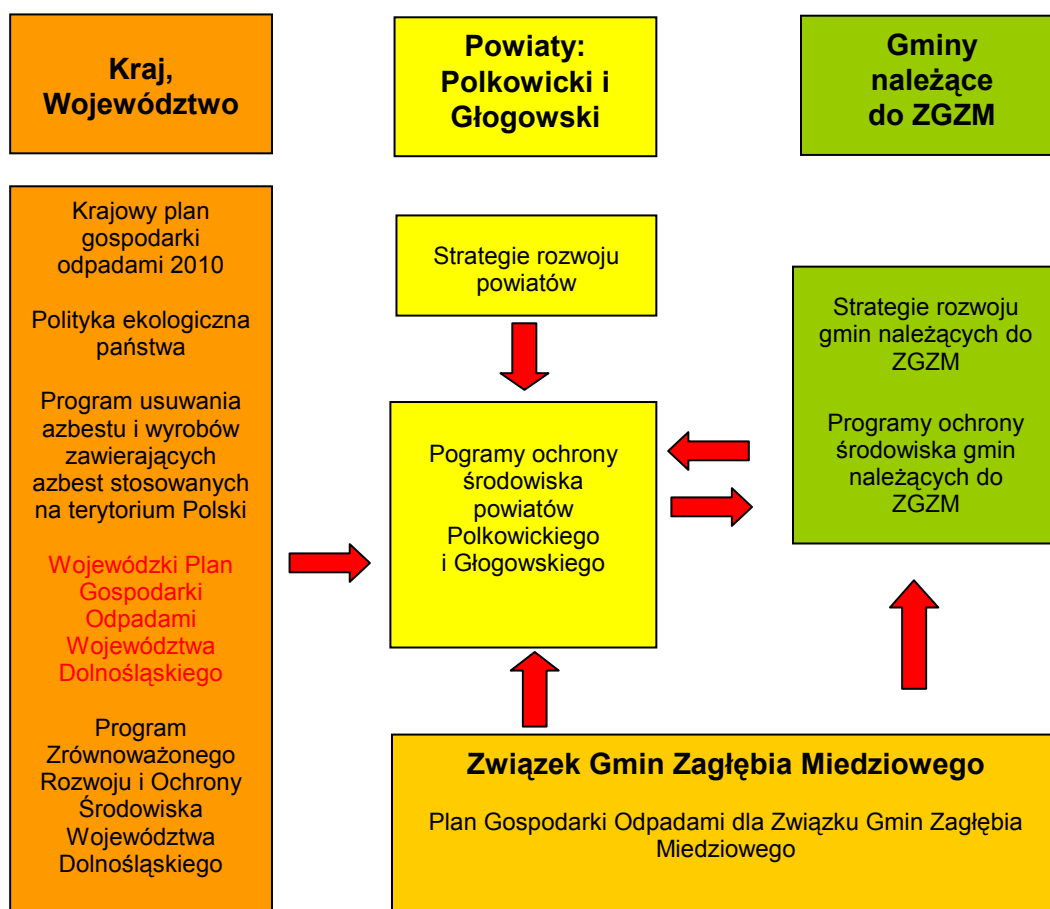 Kraj,
Województwo
Powiaty:
Polkowicki i
Głogowski
Gminy
należące
do ZGZM
Krajowy plan
gospodarki
odpadami 2010
Polityka ekologiczna
państwa
Program usuwania
azbestu i wyrobów
zawierających
azbest stosowanych
na terytorium Polski
Wojewódzki Plan
Gospodarki
Odpadami
Województwa
Dolnośląskiego
Program
Zrównoważonego
Rozwoju i Ochrony
Środowiska
Województwa
Dolnośląskiego
Strategie rozwoju
powiatów
Pogramy ochrony
środowiska
powiatów
Polkowickiego
i Głogowskiego
Strategie rozwoju
gmin należących do
ZGZM
Programy ochrony
środowiska gmin
należących do
ZGZM
Związek Gmin Zagłębia Miedziowego
Plan Gospodarki Odpadami dla Związku Gmin Zagłębia
Miedziowego